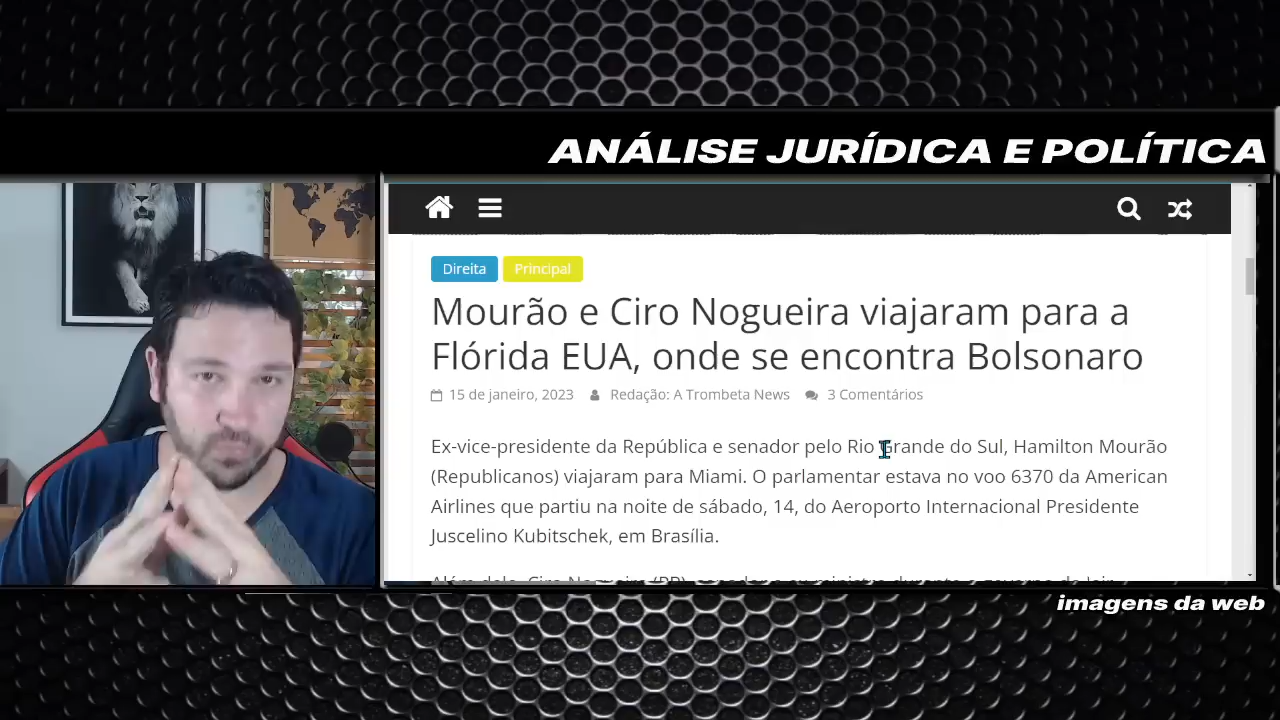 ANÁLISE JURÍDICA E POLÍTICA
Direita Principal
Mourão e Ciro Nogueira viajaram para a
Flórida EUA, onde se encontra Bolsonaro
15 de janeiro, 2023 Redação: A Trombeta News 3 Comentários
Ex-vice-presidente da República e senador pelo Rio Grande do Sul, Hamilton Mourão
(Republicanos) viajaram para Miami. O parlamentar estava no voo 6370 da American
Airlines que partiu na noite de sábado, 14, do Aeroporto Internacional Presidente
Juscelino Kubitschek, em Brasília.
imagens da web